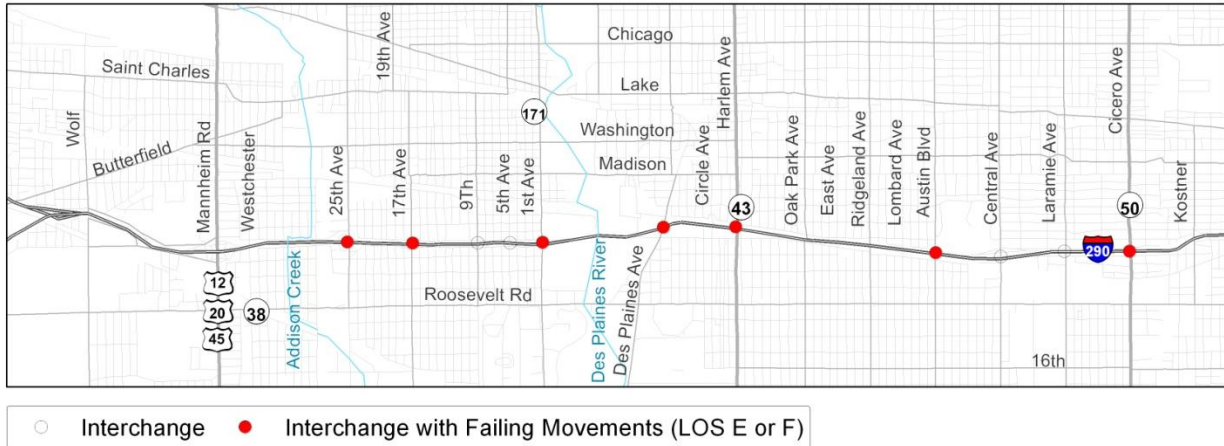 Chicago
Saint Charles
19th Ave
Lake
Harlem Ave
Cicero Ave
171
Wolf
Butterfield
Mannheim Rd
Westchester
Washington
Madison
Circle Ave
25th Ave
17th Ave
9Th
5th Ave
1st Ave
Oak Park Ave
East Ave
Ridgeland Ave
Lombard Ave
Austin Blvd
Central Ave
Laramie Ave
Kostner
43
50
290
12
20
45
38
Addison Creek
Roosevelt Rd
Des Plaines River
Des Plaines Ave
16th
Interchange
Interchange with Failing Movements (LOS E or F)